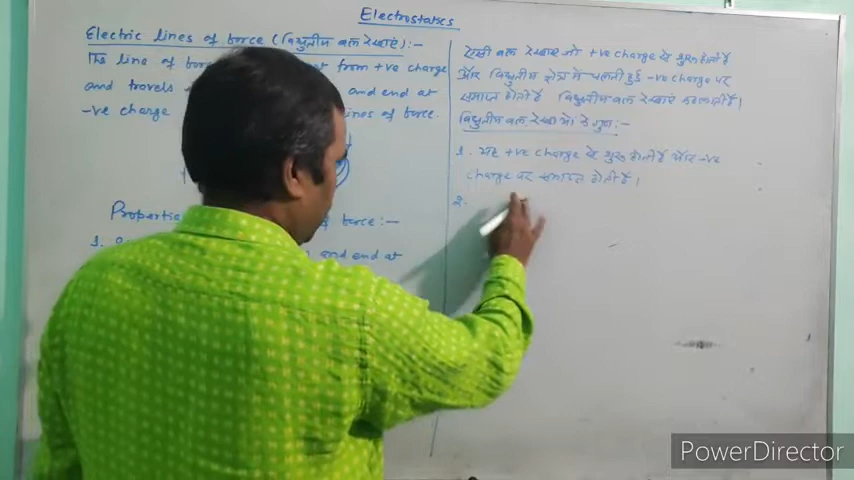 Electrostatics
Electric lines of force (विद्युतीय बल रेखाएं) :-
The line of from +ve charge
and travels and end at
-ve charge lines of force.
Properties force :-
1. and end at
ऐसी बल रेखाएं जो +ve charge से शुरू होती है
और विद्युतीय क्षेत्र में चलती हुई -ve charge पर
समाप्त होती है विद्युतीय बल रेखाएं कहलाती है।
विद्युतीय बल रेखाओं के गुण :-
1. यह +ve charge से शुरू होती है और -ve
charge पर समाप्त होती है।
2.
PowerDirector